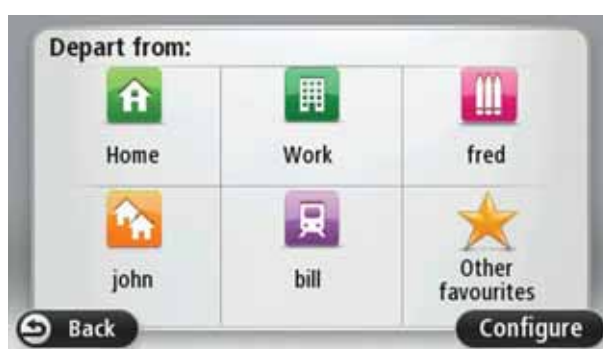 Depart from:
Home
Work
fred
john
bill
Other
favourites
Back
Configure